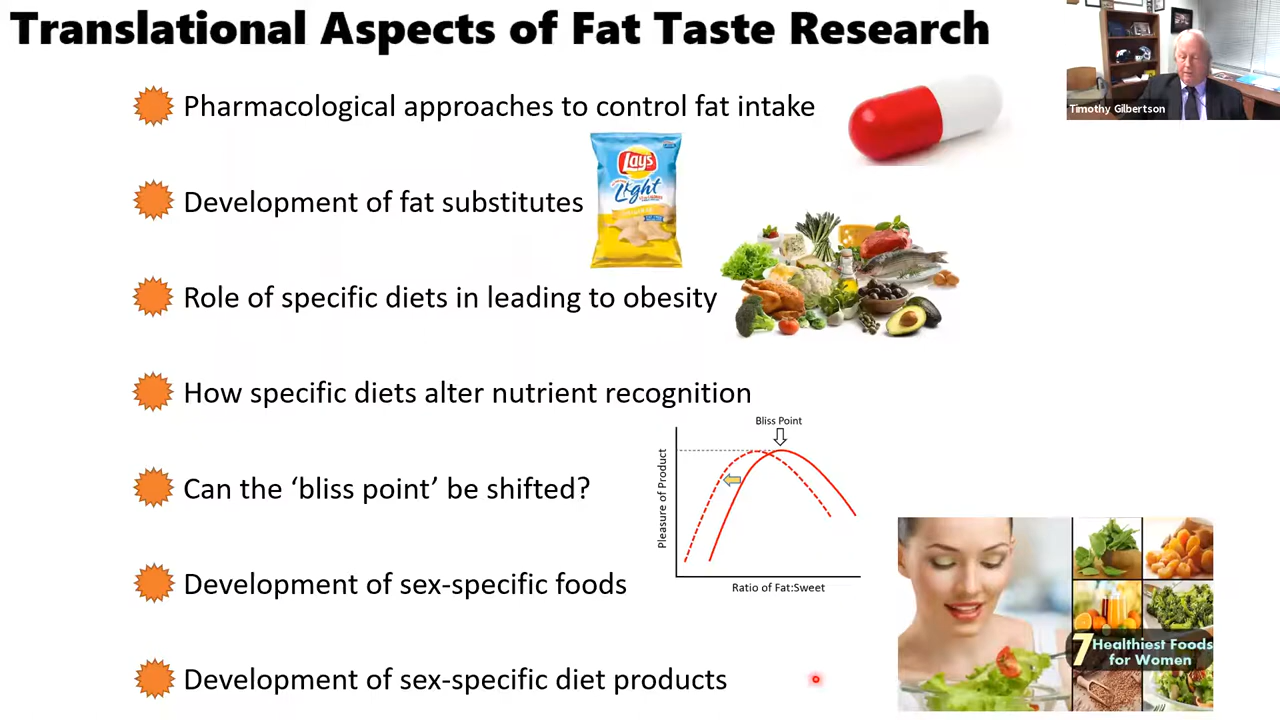 Translational Aspects of Fat Taste Research
Timothy Gilbertson
Pharmacological approaches to control fat intake
Lays
Light
Development of fat substitutes
Role of specific diets in leading to obesity
How specific diets alter nutrient recognition
Bliss Point
Pleasure of Product
Ratio of Fat:Sweet
Can the ‘bliss point’ be shifted?
Development of sex-specific foods
7 Healthiest Foods
for Women
Development of sex-specific diet products